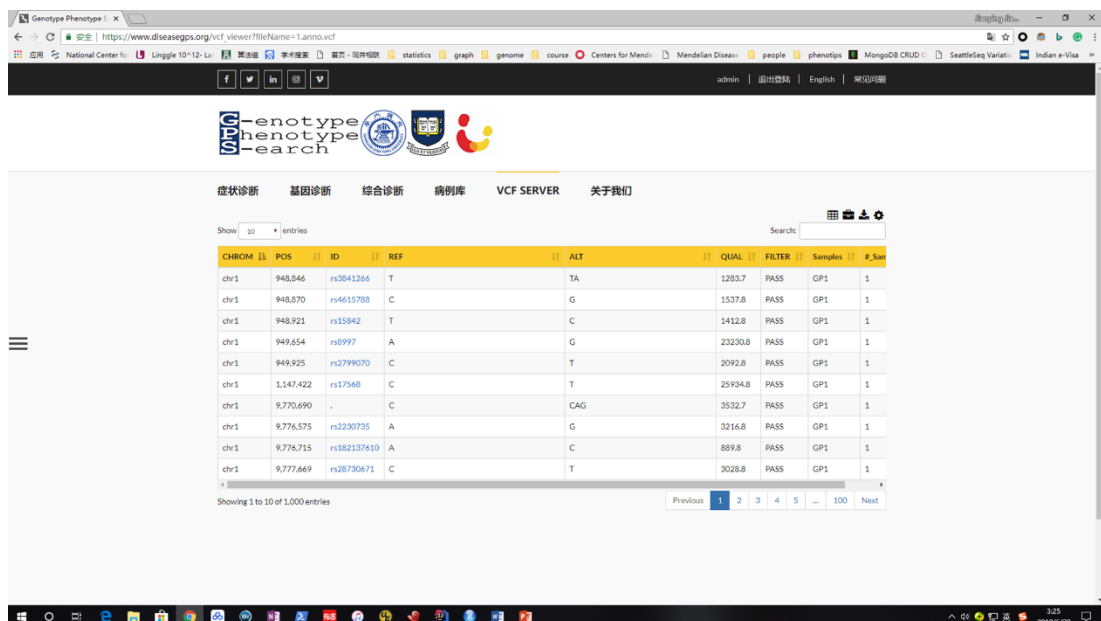 Genotype Phenotype S
安全 | https://www.diseasegps.org/vcf_viewer?fileName=1.anno.vcf
应用 National Center fo Linggle 10^12- La 算法组 学术搜索 statistics graph genome course Centers for Mende Mendelian Disease people phenotips MongoDB CRUD O SeattleSeq Variatio Indian e-Visa »
admin | 退出登陆 | English | 常见问题
G-enotype
Phenotype
S-earch
症状诊断 基因诊断 综合诊断 病例库 VCF SERVER 关于我们
Show 10 entries Search:
CHROM POS ID REF ALT QUAL FILTER Samples #_Sam
chr1 948,846 rs3841266 T TA 1283.7 PASS GP1 1
chr1 948,870 rs4615788 C G 1537.8 PASS GP1 1
chr1 948,921 rs15842 T C 1412.8 PASS GP1 1
chr1 949,654 rs8997 A G 23230.8 PASS GP1 1
chr1 949,925 rs2799070 C T 2092.8 PASS GP1 1
chr1 1,147,422 rs17568 C T 25934.8 PASS GP1 1
chr1 9,770,690 . C CAG 3532.7 PASS GP1 1
chr1 9,776,575 rs2230735 A G 3216.8 PASS GP1 1
chr1 9,776,715 rs182137610 A C 889.8 PASS GP1 1
chr1 9,777,669 rs28730671 C T 3028.8 PASS GP1 1
Showing 1 to 10 of 1,000 entries Previous 1 2 3 4 5 ... 100 Next
英 3:25